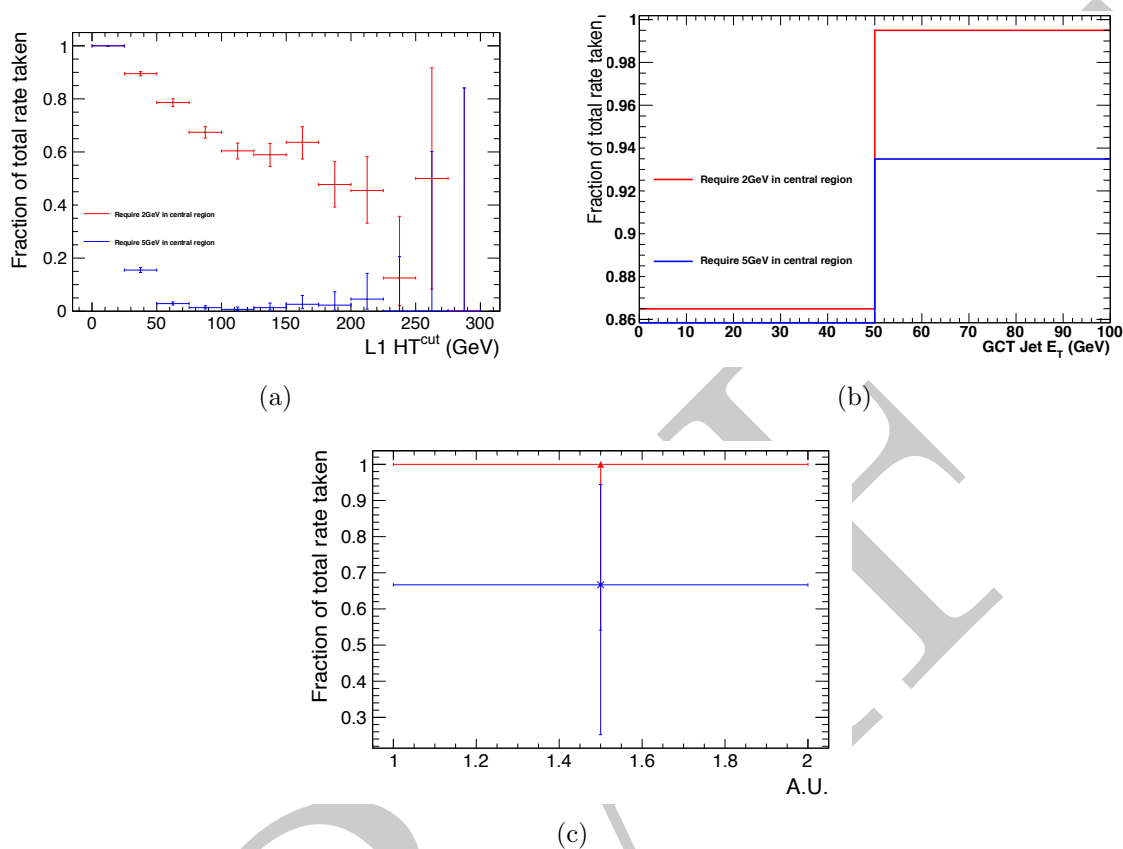 Fraction of total rate taken
1
0.8
0.6
0.4
0.2
0
Require 2GeV in central region
Require 5GeV in central region
0 50 100 150 200 250 300
L1 HT^cut (GeV)
(a)
Fraction of total rate taken
1
0.98
0.96
0.94
0.92
0.9
0.88
0.86
Require 2GeV in central region
Require 5GeV in central region
0 10 20 30 40 50 60 70 80 90 100
GCT Jet E_T (GeV)
(b)
Fraction of total rate taken
1
0.9
0.8
0.7
0.6
0.5
0.4
0.3
1 1.2 1.4 1.6 1.8 2
A.U.
(c)